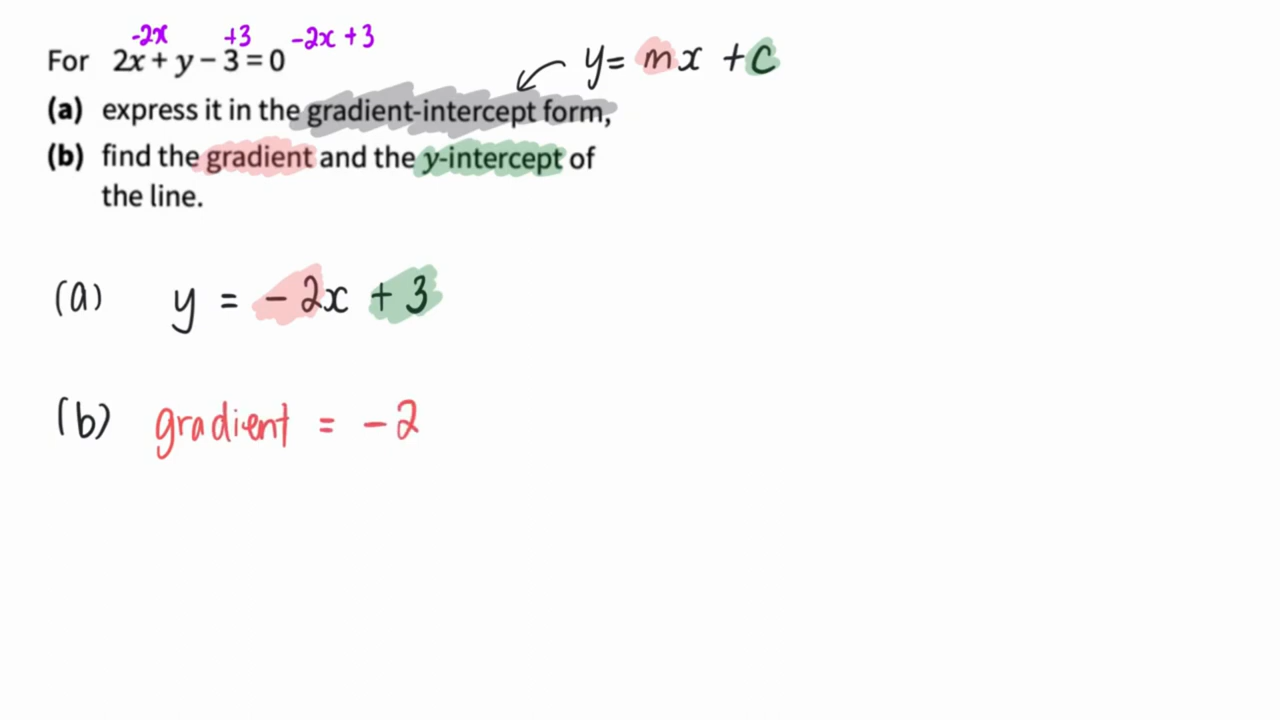 -2x +3 -2x +3
For 2x + y − 3 = 0
y = mx + c
(a) express it in the gradient-intercept form,
(b) find the gradient and the y-intercept of
the line.
(a) y = - 2x + 3
(b) gradient = - 2